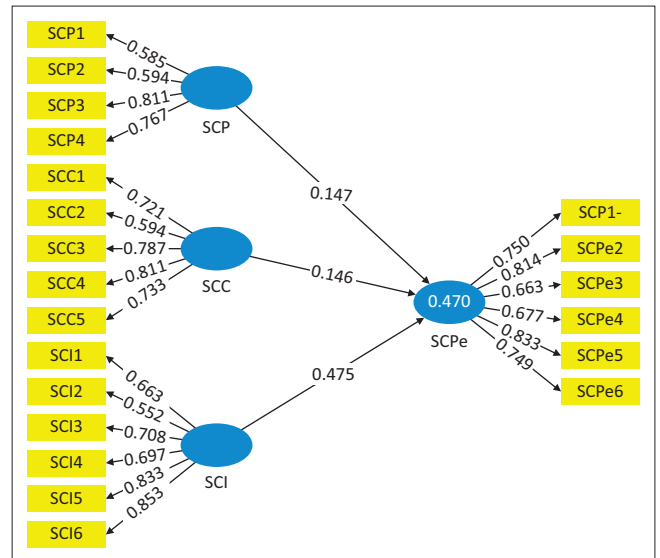 SCP1
SCP2
SCP3
SCP4
0.585
0.594
0.811
0.767
SCP
SCC1
SCC2
SCC3
SCC4
SCC5
0.721
0.594
0.787
0.811
0.733
SCC
SCI1
SCI2
SCI3
SCI4
SCI5
SCI6
0.663
0.552
0.708
0.697
0.833
0.853
SCI
0.147
0.146
0.475
0.470
SCPe
0.750
0.814
0.663
0.677
0.833
0.749
SCP1-
SCPe2
SCPe3
SCPe4
SCPe5
SCPe6